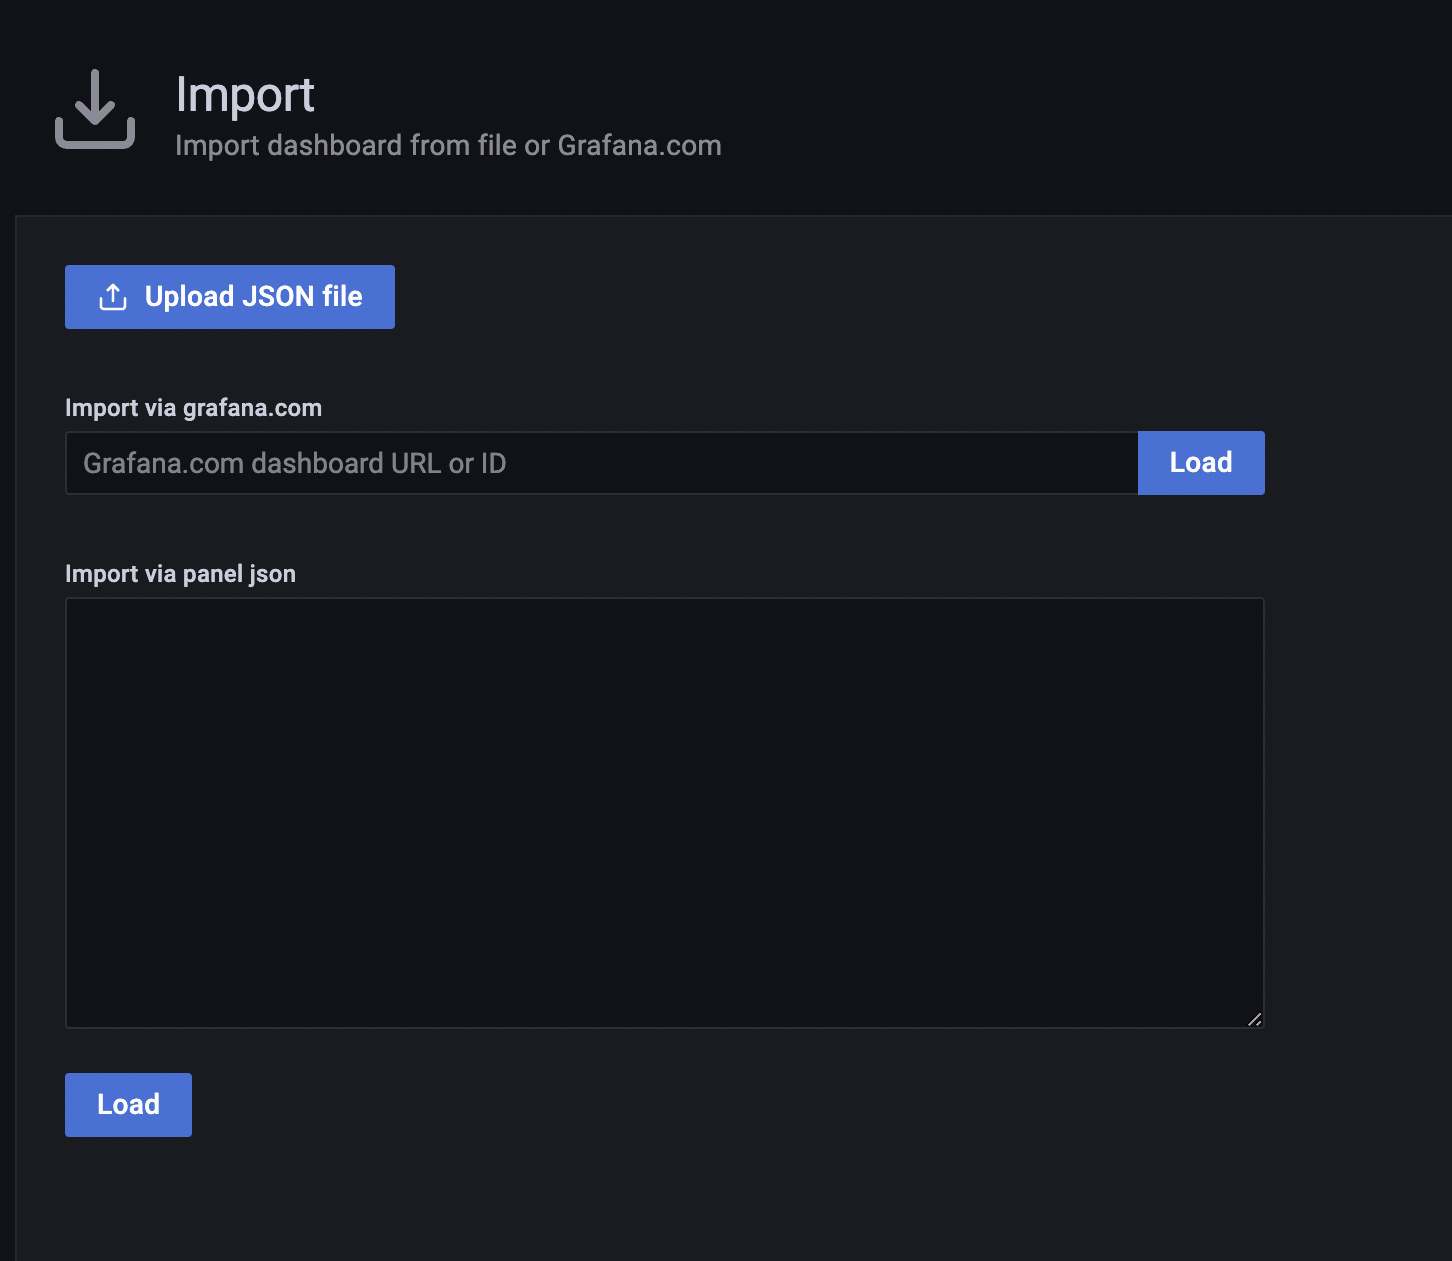 Import
Import dashboard from file or Grafana.com
Upload JSON file
Import via grafana.com
Grafana.com dashboard URL or ID
Load
Import via panel json
Load